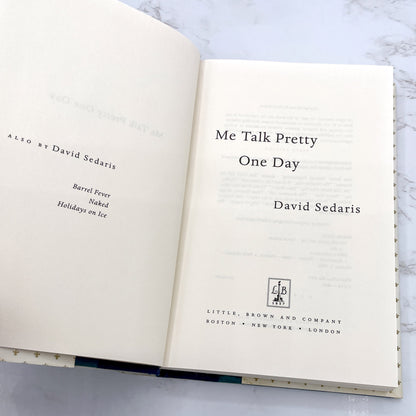 ALSO BY David Sedaris
Barrel Fever
Naked
Holidays on Ice
Me Talk Pretty
One Day
David Sedaris
L B
LITTLE, BROWN AND COMPANY
BOSTON • NEW YORK • LONDON